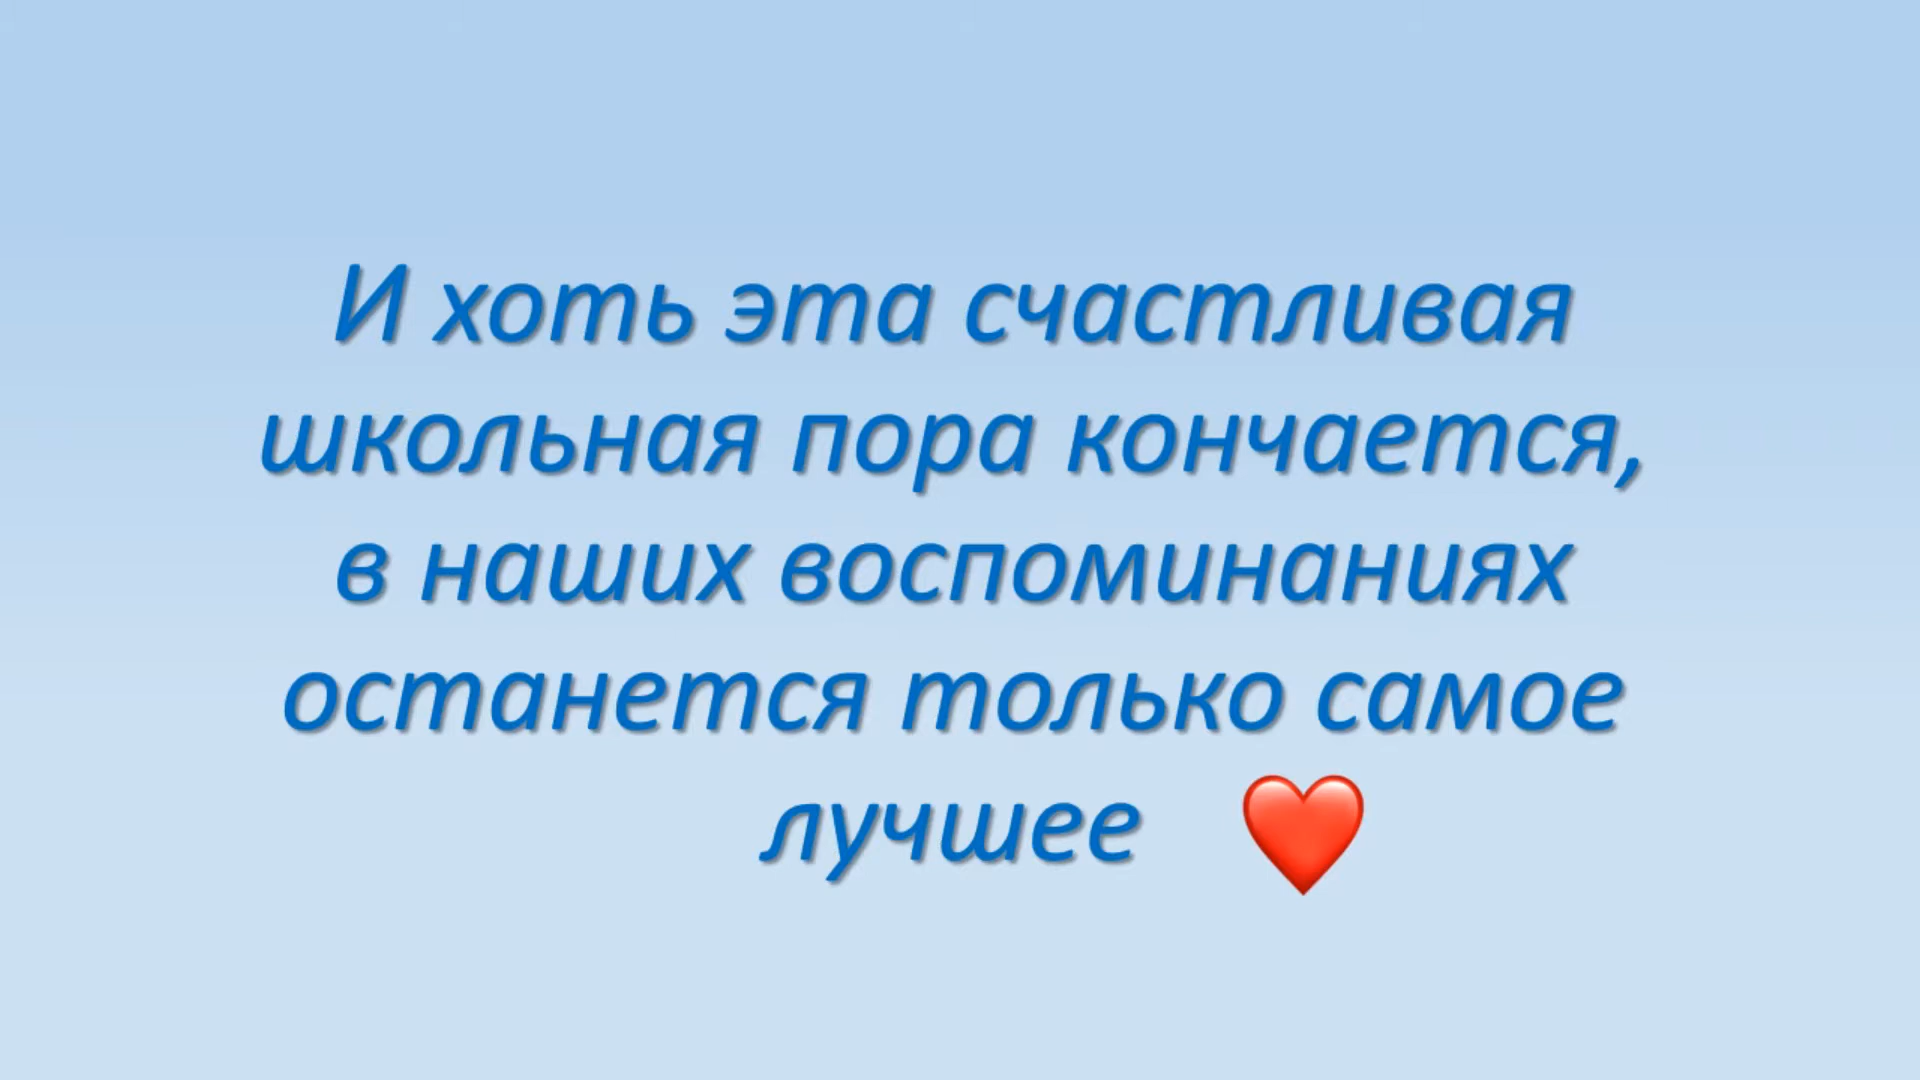 И хоть эта счастливая
школьная пора кончается,
в наших воспоминаниях
останется только самое
лучшее ❤️